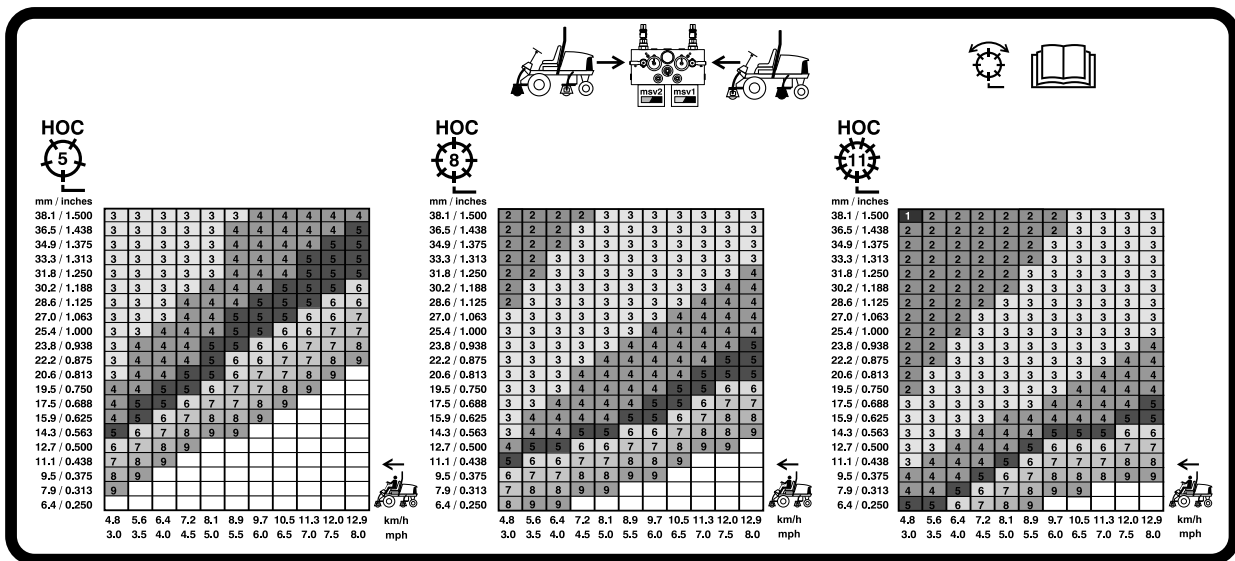 msv2 msv1
HOC
5
mm / inches
38.1 / 1.500 3 3 3 3 3 3 4 4 4 4 4
36.5 / 1.438 3 3 3 3 3 4 4 4 4 4 5
34.9 / 1.375 3 3 3 3 3 4 4 4 4 5 5
33.3 / 1.313 3 3 3 3 3 4 4 4 5 5 5
31.8 / 1.250 3 3 3 3 3 4 4 4 5 5 5
30.2 / 1.188 3 3 3 3 4 4 4 5 5 5 6
28.6 / 1.125 3 3 3 4 4 4 5 5 5 6 6
27.0 / 1.063 3 3 3 4 4 5 5 5 6 6 7
25.4 / 1.000 3 3 4 4 4 5 5 6 6 7 7
23.8 / 0.938 3 4 4 4 5 5 6 6 7 7 8
22.2 / 0.875 3 4 4 4 5 6 6 7 7 8 9
20.6 / 0.813 3 4 4 5 5 6 7 7 8 9
19.5 / 0.750 4 4 5 5 6 7 7 8 9
17.5 / 0.688 4 5 5 6 7 7 8 9
15.9 / 0.625 4 5 6 7 8 8 9
14.3 / 0.563 5 6 7 8 9 9
12.7 / 0.500 6 7 8 9
11.1 / 0.438 7 8 9
9.5 / 0.375 8 9
7.9 / 0.313 9
6.4 / 0.250
4.8 5.6 6.4 7.2 8.1 8.9 9.7 10.5 11.3 12.0 12.9 km/h
3.0 3.5 4.0 4.5 5.0 5.5 6.0 6.5 7.0 7.5 8.0 mph
HOC
8
mm / inches
38.1 / 1.500 2 2 2 2 3 3 3 3 3 3 3
36.5 / 1.438 2 2 2 3 3 3 3 3 3 3 3
34.9 / 1.375 2 2 2 3 3 3 3 3 3 3 3
33.3 / 1.313 2 2 3 3 3 3 3 3 3 3 3
31.8 / 1.250 2 2 3 3 3 3 3 3 3 3 4
30.2 / 1.188 2 3 3 3 3 3 3 3 3 4 4
28.6 / 1.125 2 3 3 3 3 3 3 3 4 4 4
27.0 / 1.063 3 3 3 3 3 3 3 4 4 4 4
25.4 / 1.000 3 3 3 3 3 3 4 4 4 4 4
23.8 / 0.938 3 3 3 3 3 4 4 4 4 4 5
22.2 / 0.875 3 3 3 3 4 4 4 4 4 5 5
20.6 / 0.813 3 3 3 4 4 4 4 4 5 5 5
19.5 / 0.750 3 3 3 4 4 4 4 5 5 6 6
17.5 / 0.688 3 3 4 4 4 4 5 5 6 7 7
15.9 / 0.625 3 4 4 4 4 5 5 6 7 8 8
14.3 / 0.563 3 4 4 5 5 6 6 7 8 8 9
12.7 / 0.500 4 5 5 6 6 7 7 8 9 9
11.1 / 0.438 5 6 6 7 7 8 8 9
9.5 / 0.375 6 7 7 8 8 9 9
7.9 / 0.313 7 8 8 9 9
6.4 / 0.250 8 9 9
4.8 5.6 6.4 7.2 8.1 8.9 9.7 10.5 11.3 12.0 12.9 km/h
3.0 3.5 4.0 4.5 5.0 5.5 6.0 6.5 7.0 7.5 8.0 mph
HOC
11
mm / inches
38.1 / 1.500 1 2 2 2 2 2 2 3 3 3 3
36.5 / 1.438 2 2 2 2 2 2 2 3 3 3 3
34.9 / 1.375 2 2 2 2 2 2 3 3 3 3 3
33.3 / 1.313 2 2 2 2 2 3 3 3 3 3 3
31.8 / 1.250 2 2 2 2 2 3 3 3 3 3 3
30.2 / 1.188 2 2 2 2 2 3 3 3 3 3 3
28.6 / 1.125 2 2 2 2 3 3 3 3 3 3 3
27.0 / 1.063 2 2 2 3 3 3 3 3 3 3 3
25.4 / 1.000 2 2 2 3 3 3 3 3 3 3 3
23.8 / 0.938 2 2 3 3 3 3 3 3 3 3 4
22.2 / 0.875 2 2 3 3 3 3 3 3 3 4 4
20.6 / 0.813 2 3 3 3 3 3 3 3 4 4 4
19.5 / 0.750 2 3 3 3 3 3 3 4 4 4 4
17.5 / 0.688 3 3 3 3 3 3 4 4 4 4 5
15.9 / 0.625 3 3 3 3 4 4 4 4 4 5 5
14.3 / 0.563 3 3 3 4 4 4 5 5 5 6 6
12.7 / 0.500 3 3 4 4 4 5 6 6 6 7 7
11.1 / 0.438 3 4 4 4 5 6 7 7 7 8 8
9.5 / 0.375 4 4 4 5 6 7 8 8 8 9 9
7.9 / 0.313 4 4 5 6 7 8 9 9
6.4 / 0.250 5 5 6 7 8 9
4.8 5.6 6.4 7.2 8.1 8.9 9.7 10.5 11.3 12.0 12.9 km/h
3.0 3.5 4.0 4.5 5.0 5.5 6.0 6.5 7.0 7.5 8.0 mph